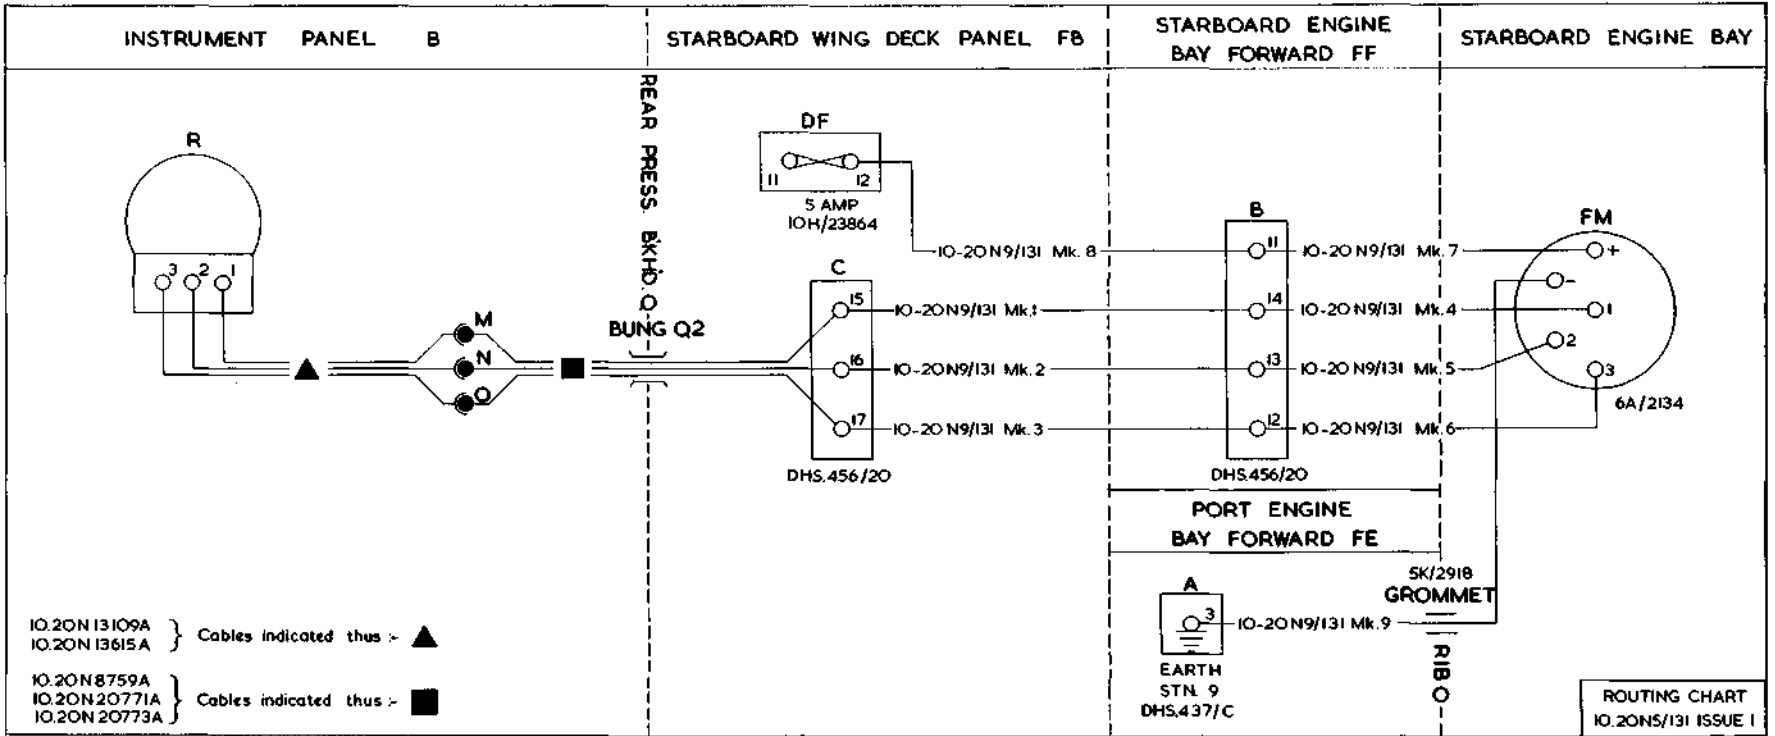 INSTRUMENT PANEL B
STARBOARD WING DECK PANEL FB
STARBOARD ENGINE
BAY FORWARD FF
STARBOARD ENGINE BAY
R
3 2 1
M
N
O
REAR PRESS. BKHD. Q
BUNG Q2
DF
11 12
5 AMP
10H/23864
C
15
16
17
DHS.456/20
10-20N9/131 Mk. 8
10-20N9/131 Mk.1
10-20N9/131 Mk. 2
10-20N9/131 Mk. 3
B
11
14
13
12
DHS.456/20
10-20N9/131 Mk. 7
10-20N9/131 Mk. 4
10-20N9/131 Mk. 5
10-20N9/131 Mk. 6
FM
+
-
1
2
3
6A/2134
PORT ENGINE
BAY FORWARD FE
A
3
EARTH
STN. 9
DHS.437/C
10-20N9/131 Mk. 9
5K/2918
GROMMET
RIB O
10.20N13109A
10.20N13615A
Cables indicated thus :-
10.20N8759A
10.20N20771A
10.20N20773A
Cables indicated thus :-
ROUTING CHART
10.20N5/131 ISSUE 1